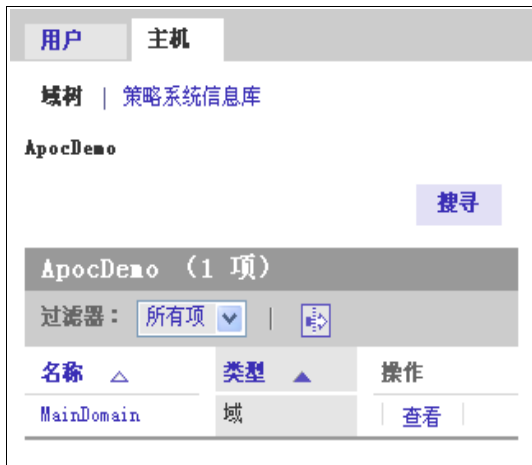 用户 主机
域树 | 策略系统信息库
ApocDemo
搜寻
ApocDemo (1 项)
过滤器： 所有项 |
名称 类型 操作
MainDomain 域 查看